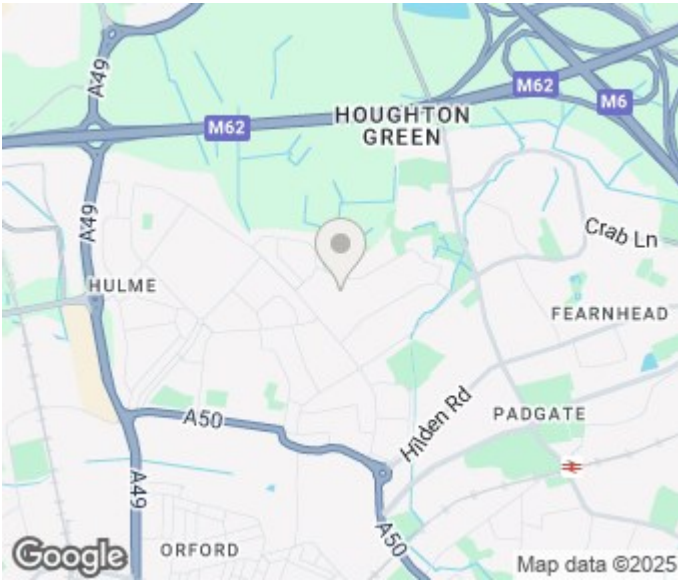 A49
M62
M62
M6
HOUGHTON
GREEN
A49
Crab Ln
HULME
FEARNHEAD
A50
Hilden Rd
PADGATE
A49
A50
ORFORD
Google
Map data ©2025